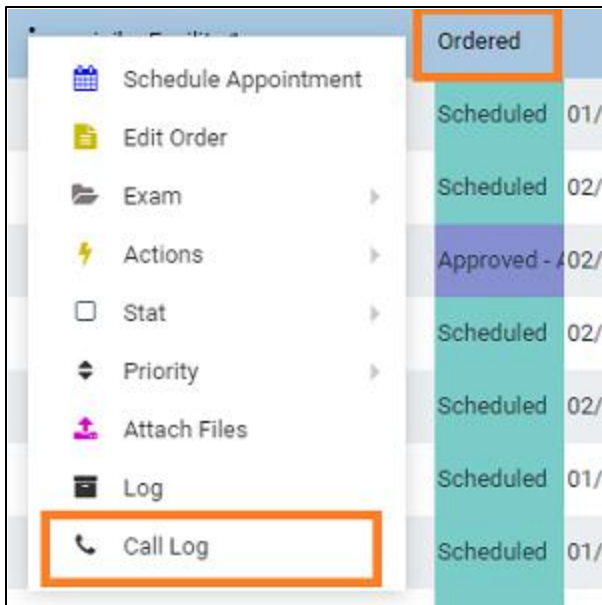 Ordered
Schedule Appointment
Scheduled 01/
Edit Order
Scheduled 02/
Exam
Actions
Approved - A02/
Stat
Scheduled 02/
Priority
Scheduled 02/
Attach Files
Log
Scheduled 01/
Call Log
Scheduled 01/